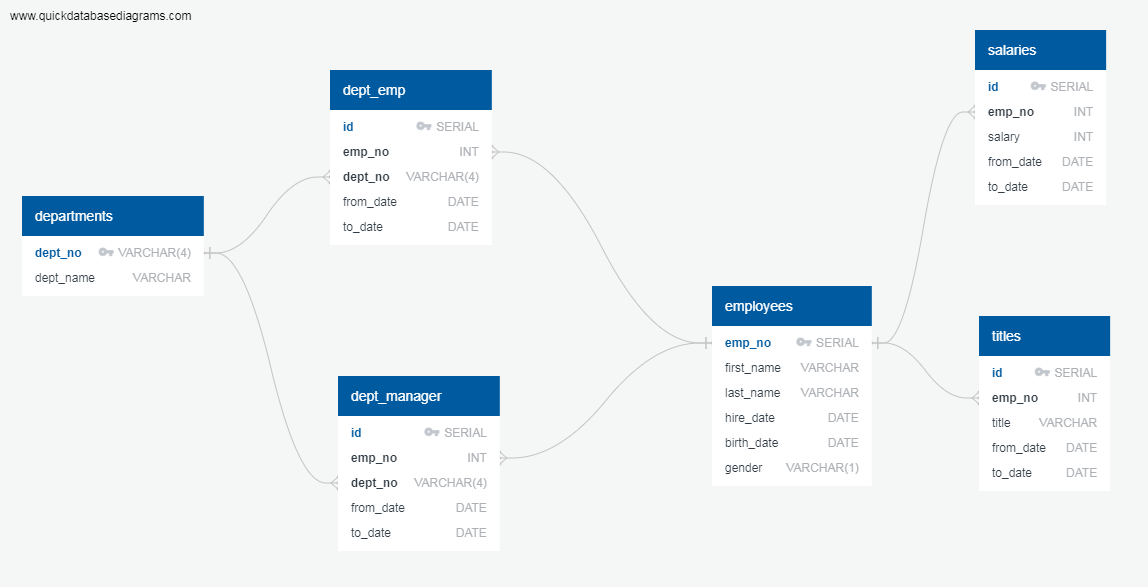 www.quickdatabasediagrams.com
departments
dept_no VARCHAR(4)
dept_name VARCHAR
dept_emp
id SERIAL
emp_no INT
dept_no VARCHAR(4)
from_date DATE
to_date DATE
dept_manager
id SERIAL
emp_no INT
dept_no VARCHAR(4)
from_date DATE
to_date DATE
employees
emp_no SERIAL
first_name VARCHAR
last_name VARCHAR
hire_date DATE
birth_date DATE
gender VARCHAR(1)
salaries
id SERIAL
emp_no INT
salary INT
from_date DATE
to_date DATE
titles
id SERIAL
emp_no INT
title VARCHAR
from_date DATE
to_date DATE